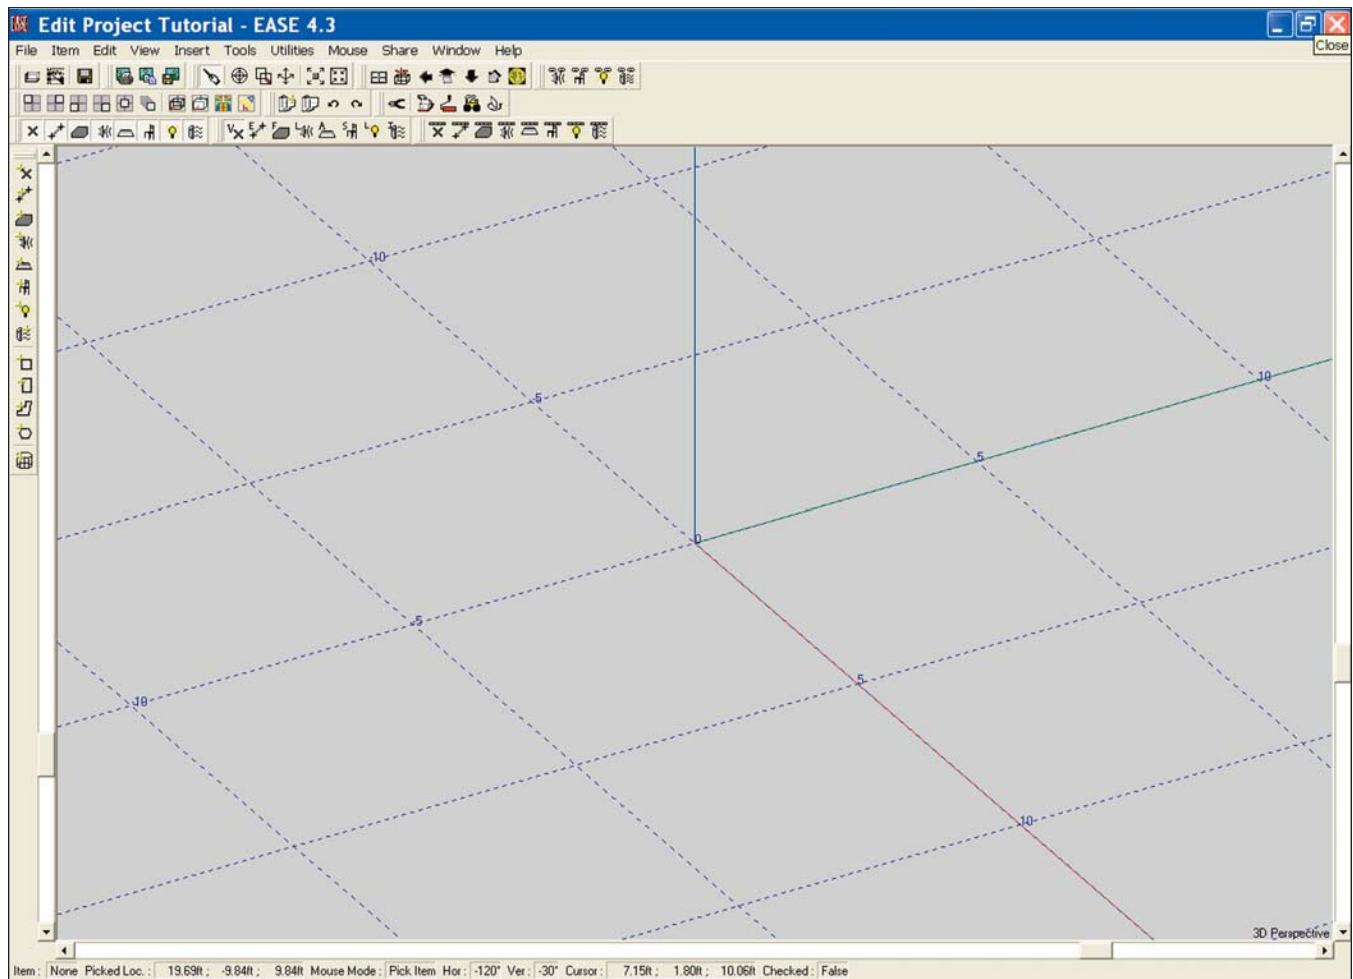 EASE Edit Project Tutorial - EASE 4.3
Close
File Item Edit View Insert Tools Utilities Mouse Share Window Help
-10
-5
10
5
0
-5
-10
5
10
3D Perspective
Item : None Picked Loc. : 19.69ft ; -9.84ft ; 9.84ft Mouse Mode : Pick Item Hor : -120° Ver : -30° Cursor : 7.15ft ; 1.80ft ; 10.06ft Checked : False